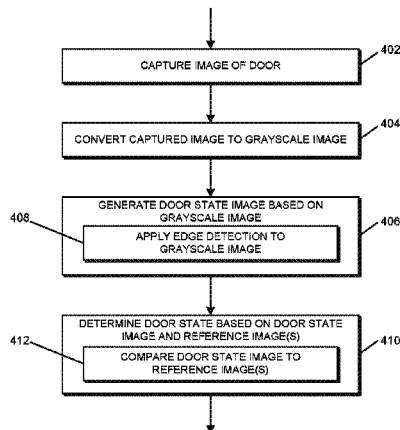 CAPTURE IMAGE OF DOOR
402
CONVERT CAPTURED IMAGE TO GRAYSCALE IMAGE
404
GENERATE DOOR STATE IMAGE BASED ON
GRAYSCALE IMAGE
406
408
APPLY EDGE DETECTION TO
GRAYSCALE IMAGE
DETERMINE DOOR STATE BASED ON DOOR STATE
IMAGE AND REFERENCE IMAGE(S)
410
412
COMPARE DOOR STATE IMAGE TO
REFERENCE IMAGE(S)